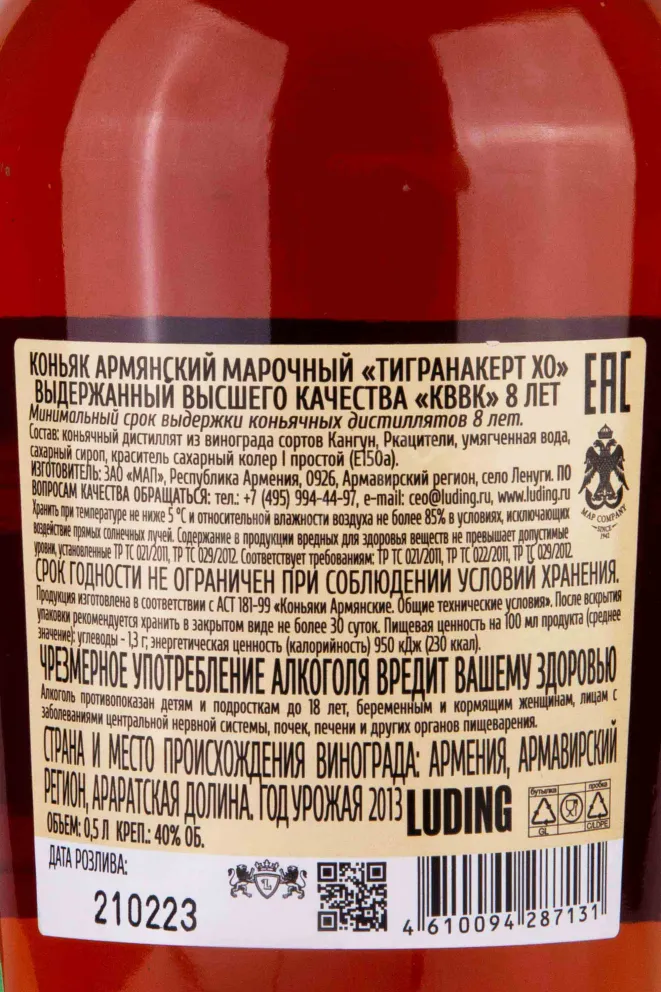 КОНЬЯК АРМЯНСКИЙ МАРОЧНЫЙ «ТИГРАНАКЕРТ ХО»
ВЫДЕРЖАННЫЙ ВЫСШЕГО КАЧЕСТВА «КВВК» 8 ЛЕТ
EAC
Минимальный срок выдержки коньячных дистиллятов 8 лет.
Состав: коньячный дистиллят из винограда сортов Кангун, Ркацители, умягченная вода,
сахарный сироп, краситель сахарный колер I простой (Е150а).
ИЗГОТОВИТЕЛЬ: ЗАО «МАП», Республика Армения, 0926, Армавирский регион, село Ленуги. ПО
ВОПРОСАМ КАЧЕСТВА ОБРАЩАТЬСЯ: тел.: +7 (495) 994-44-97, e-mail: ceo@luding.ru, www.luding.ru
MAP COMPANY
SINCE
Хранить при температуре не ниже 5 °С и относительной влажности воздуха не более 85% в условиях, исключающих
воздействие прямых солнечных лучей. Содержание в продукции вредных для здоровья веществ не превышает допустимые
уровни, установленные ТР ТС 021/2011, ТР ТС 029/2012. Соответствует требованиям: ТР ТС 021/2011, ТР ТС 022/2011, ТР ТС 029/2012.
СРОК ГОДНОСТИ НЕ ОГРАНИЧЕН ПРИ СОБЛЮДЕНИИ УСЛОВИЙ ХРАНЕНИЯ.
Продукция изготовлена в соответствии с АСТ 181-99 «Коньяки Армянские. Общие технические условия». После вскрытия
упаковки рекомендуется хранить в закрытом виде не более 30 суток. Пищевая ценность на 100 мл продукта (среднее
значение): углеводы - 1,3 г; энергетическая ценность (калорийность) 950 кДж (230 ккал).
ЧРЕЗМЕРНОЕ УПОТРЕБЛЕНИЕ АЛКОГОЛЯ ВРЕДИТ ВАШЕМУ ЗДОРОВЬЮ
Алкоголь противопоказан детям и подросткам до 18 лет, беременным и кормящим женщинам, лицам с
заболеваниями центральной нервной системы, почек, печени и других органов пищеварения.
СТРАНА И МЕСТО ПРОИСХОЖДЕНИЯ ВИНОГРАДА: АРМЕНИЯ, АРМАВИРСКИЙ
РЕГИОН, АРАРАТСКАЯ ДОЛИНА. ГОД УРОЖАЯ 2013
LUDING
бутылка
пробка
GL
C/LDPE
ОБЪЕМ: 0,5 Л КРЕП.: 40% ОБ.
ДАТА РОЗЛИВА:
210223
L
4 610094 287131